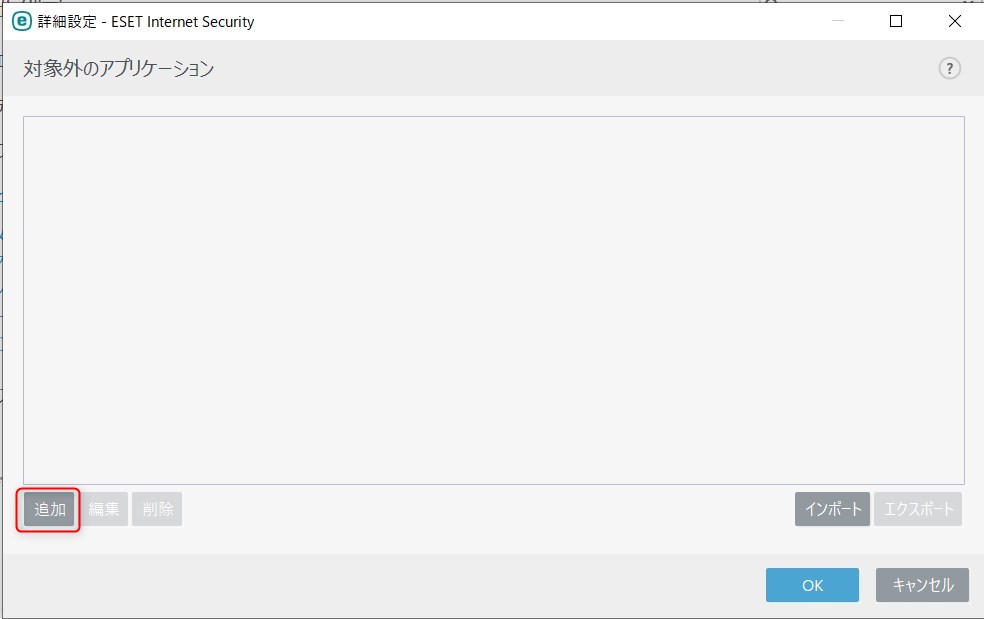 詳細設定 - ESET Internet Security
対象外のアプリケーション
?
追加 編集 削除 インポート エクスポート
OK キャンセル